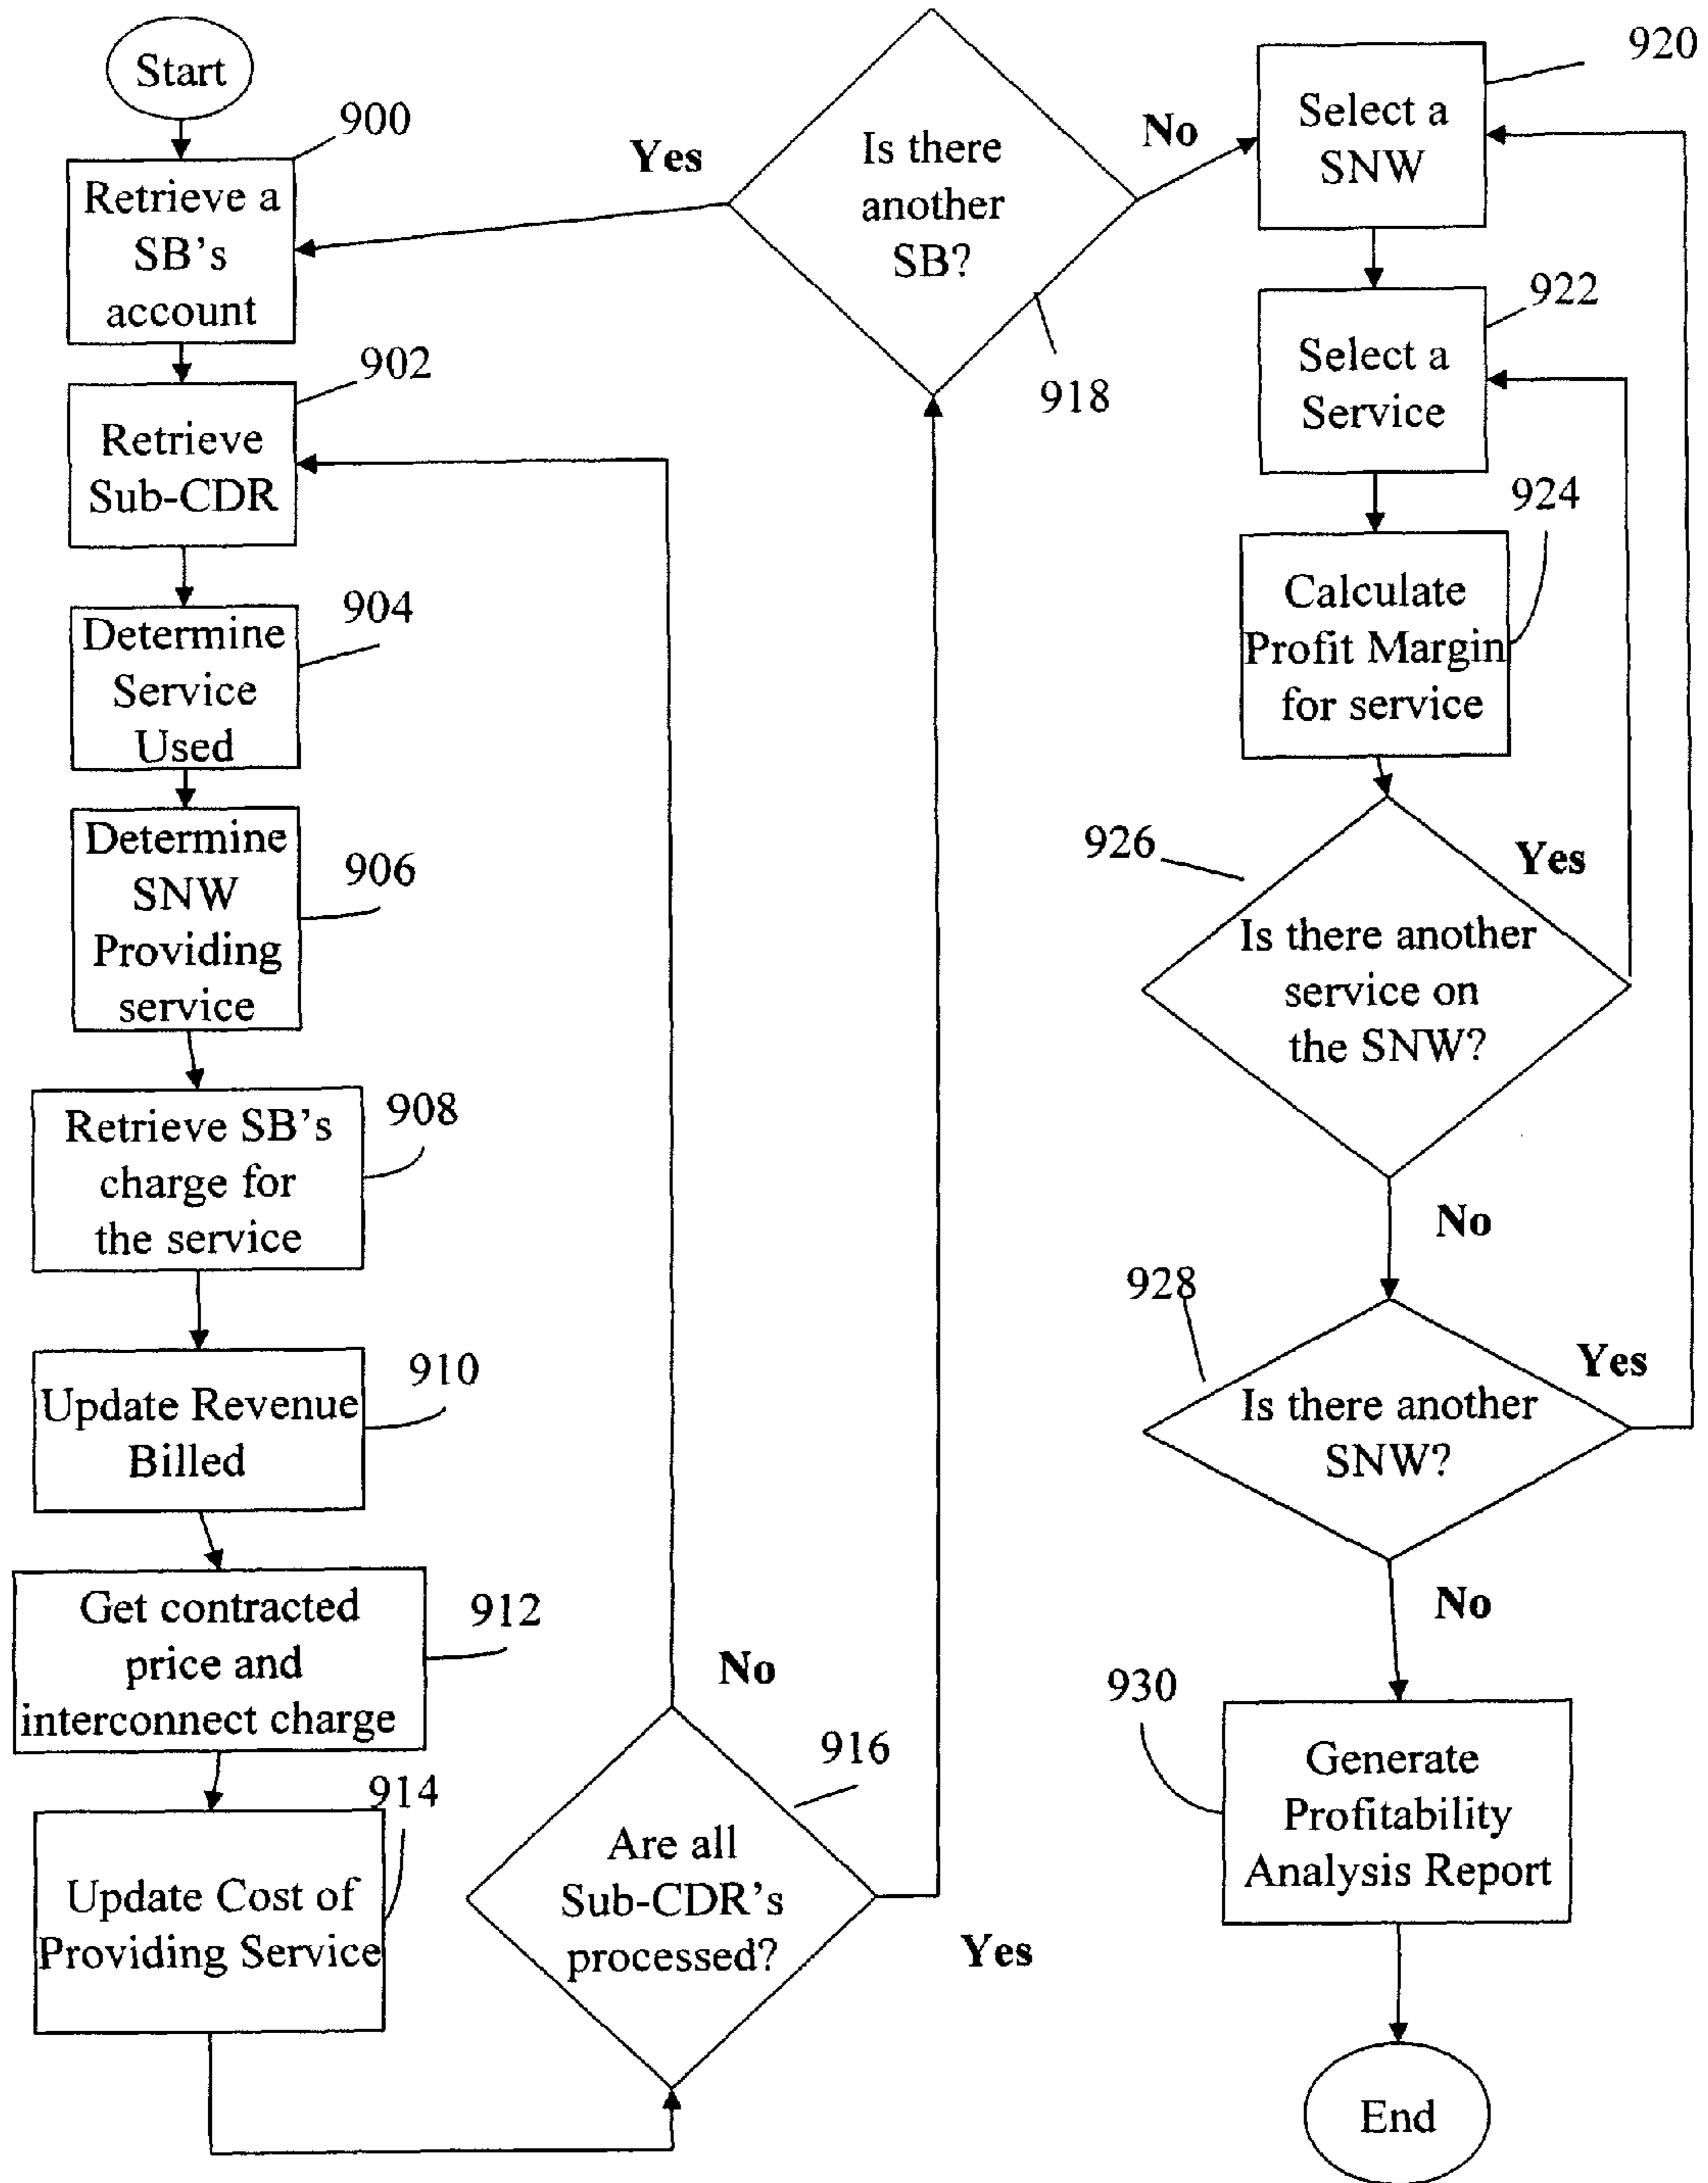 Start
900
Retrieve a
SB's
account
902
Retrieve
Sub-CDR
904
Determine
Service
Used
906
Determine
SNW
Providing
service
908
Retrieve SB's
charge for
the service
910
Update Revenue
Billed
912
Get contracted
price and
interconnect charge
914
Update Cost of
Providing Service
916
Are all
Sub-CDR's
processed?
No
Yes
Is there
another
SB?
918
Yes
No
920
Select a
SNW
922
Select a
Service
924
Calculate
Profit Margin
for service
926
Is there another
service on
the SNW?
Yes
No
928
Is there another
SNW?
Yes
No
930
Generate
Profitability
Analysis Report
End